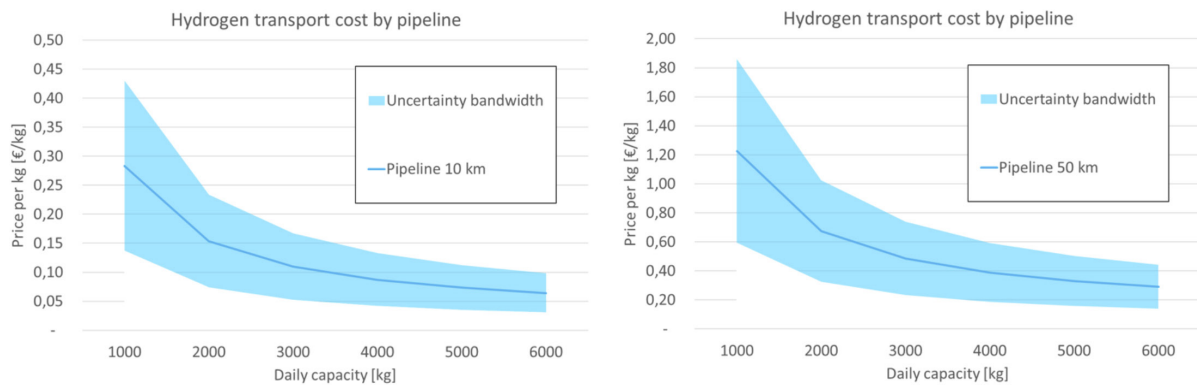 Hydrogen transport cost by pipeline
0,50
0,45
0,40
0,35
0,30
0,25
0,20
0,15
0,10
0,05
-
Price per kg [€/kg]
Uncertainty bandwidth
Pipeline 10 km
1000 2000 3000 4000 5000 6000
Daily capacity [kg]
Hydrogen transport cost by pipeline
2,00
1,80
1,60
1,40
1,20
1,00
0,80
0,60
0,40
0,20
-
Price per kg [€/kg]
Uncertainty bandwidth
Pipeline 50 km
1000 2000 3000 4000 5000 6000
Daily capacity [kg]